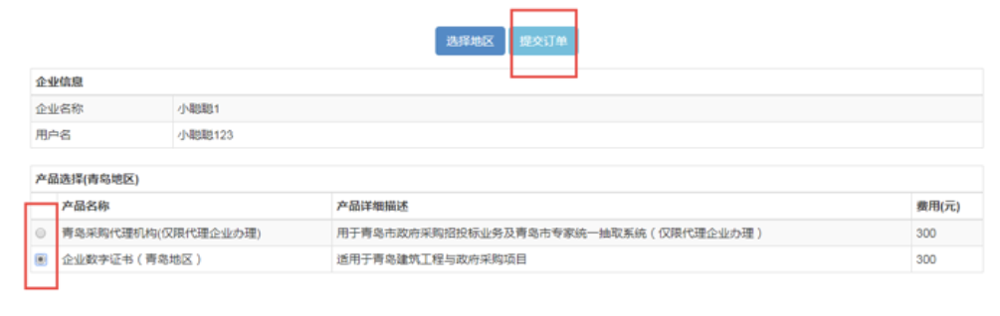 选择地区 提交订单
企业信息
企业名称 小聪聪1
用户名 小聪聪123
产品选择(青岛地区)
产品名称 产品详细描述 费用(元)
青岛采购代理机构(仅限代理企业办理) 用于青岛市政府采购招投标业务及青岛市专家统一抽取系统（仅限代理企业办理） 300
企业数字证书（青岛地区） 适用于青岛建筑工程与政府采购项目 300